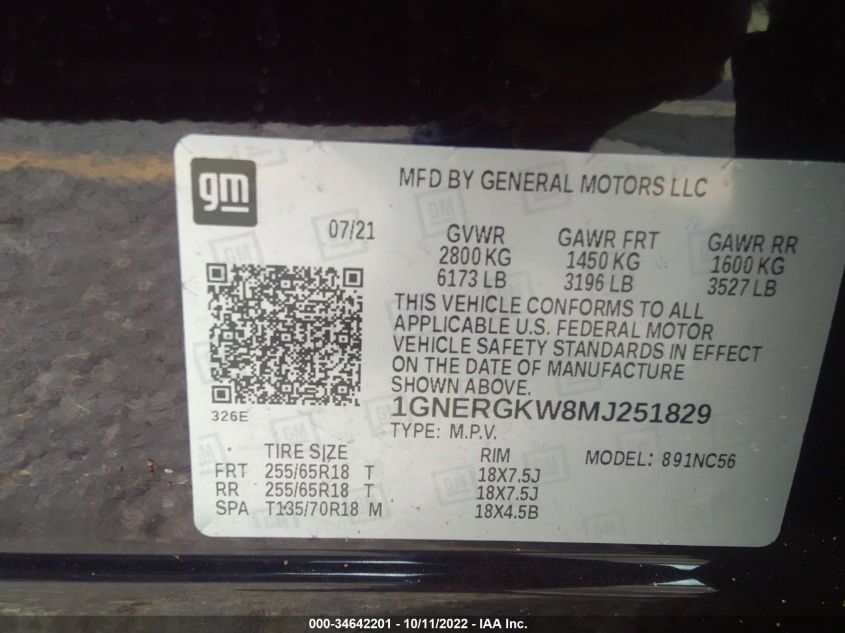 gm
MFD BY GENERAL MOTORS LLC
07/21
GVWR GAWR FRT GAWR RR
2800 KG 1450 KG 1600 KG
6173 LB 3196 LB 3527 LB
THIS VEHICLE CONFORMS TO ALL
APPLICABLE U.S. FEDERAL MOTOR
VEHICLE SAFETY STANDARDS IN EFFECT
ON THE DATE OF MANUFACTURE
SHOWN ABOVE.
326E
1GNERGKW8MJ251829
TYPE: M.P.V.
TIRE SIZE RIM MODEL: 891NC56
FRT 255/65R18 T 18X7.5J
RR 255/65R18 T 18X7.5J
SPA T135/70R18 M 18X4.5B
000-34642201 - 10/11/2022 - IAA Inc.